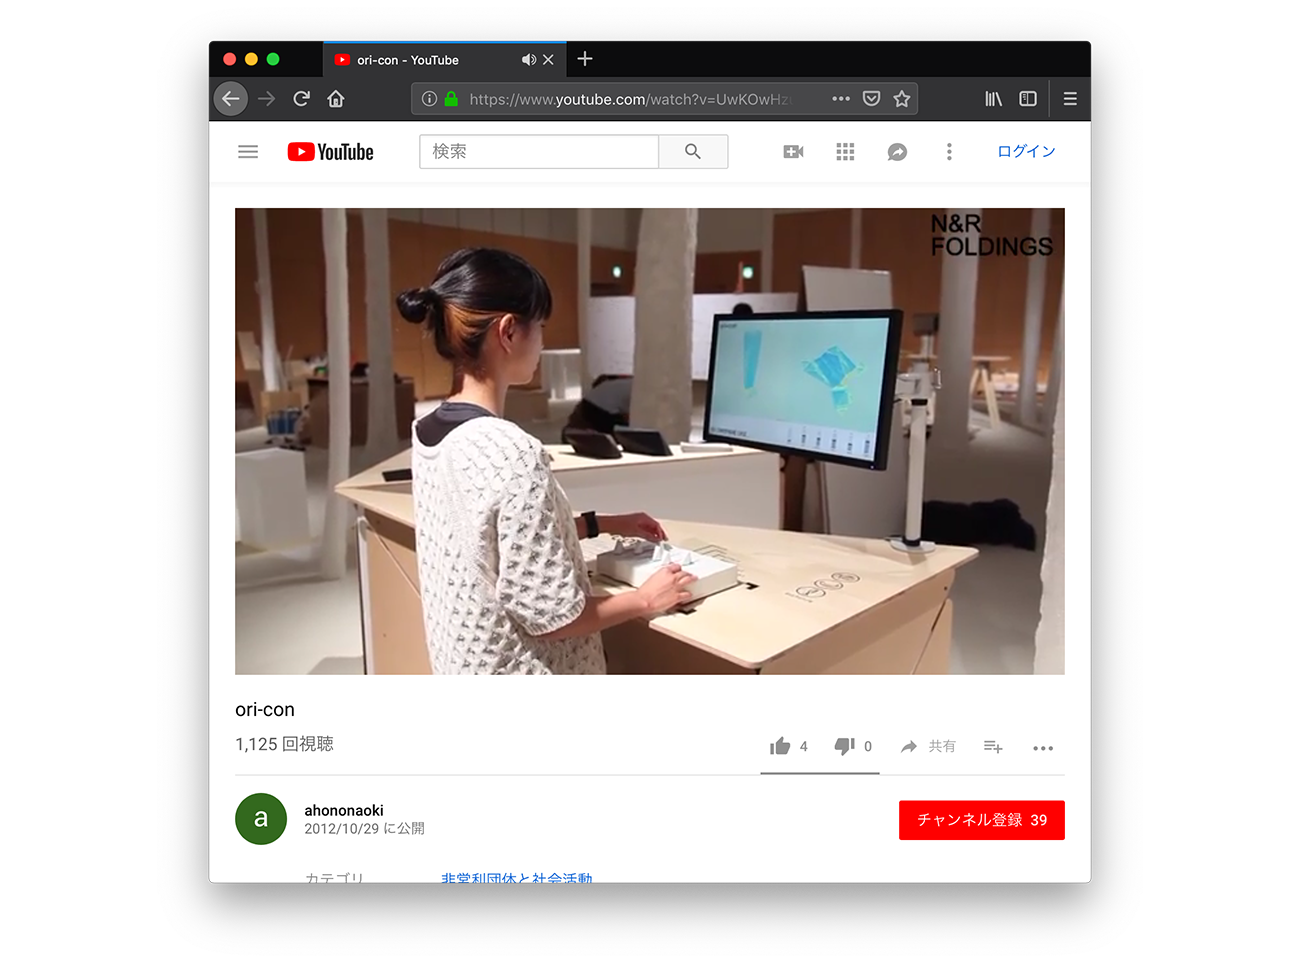 ori-con - YouTube
https://www.youtube.com/watch?v=UwKOwHz
YouTube
検索
ログイン
N&R
FOLDINGS
ori-con
1,125 回視聴
4
0
共有
a
ahononaoki
2012/10/29 に公開
チャンネル登録 39
カテゴリ
非営利団体と社会活動